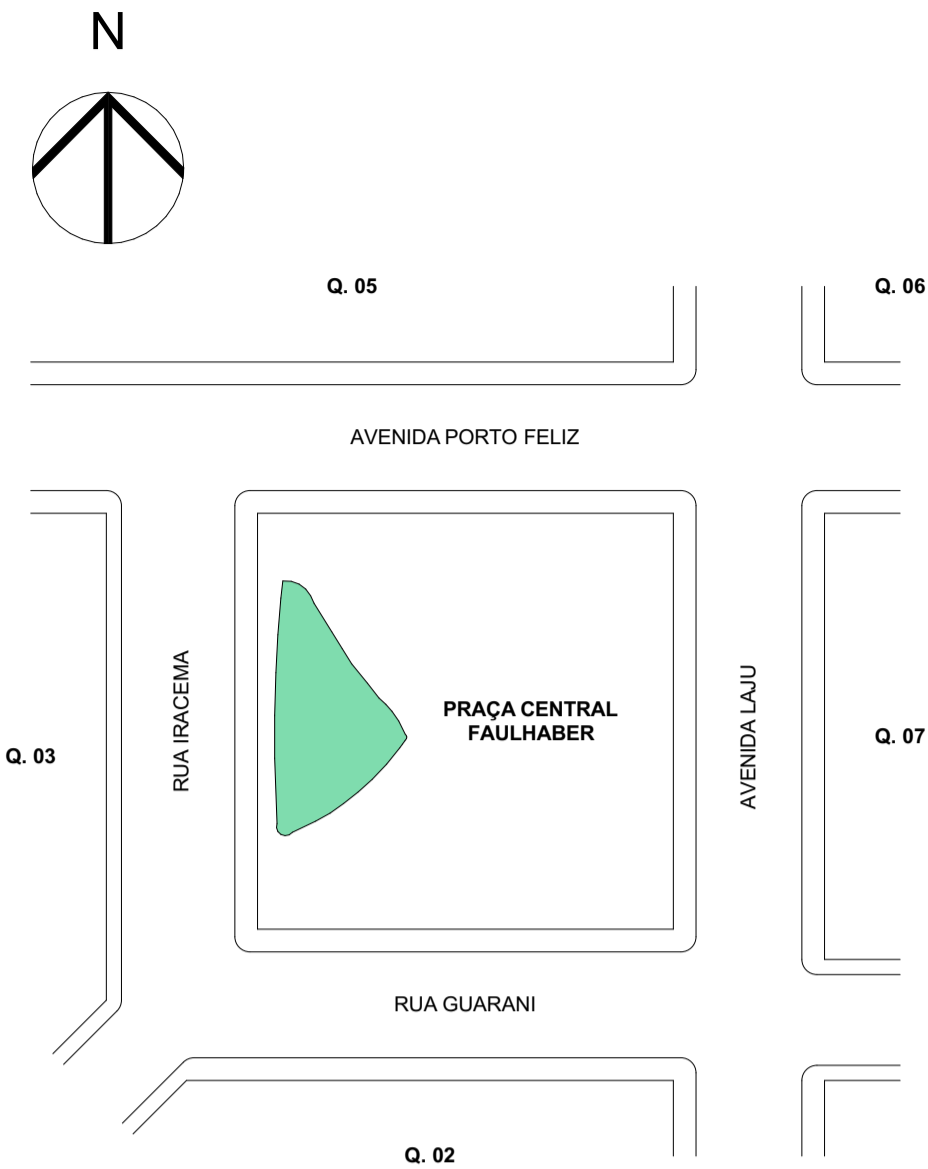 N
Q. 05
Q. 06
AVENIDA PORTO FELIZ
RUA IRACEMA
PRAÇA CENTRAL
FAULHABER
AVENIDA LAJU
Q. 03
Q. 07
RUA GUARANI
Q. 02